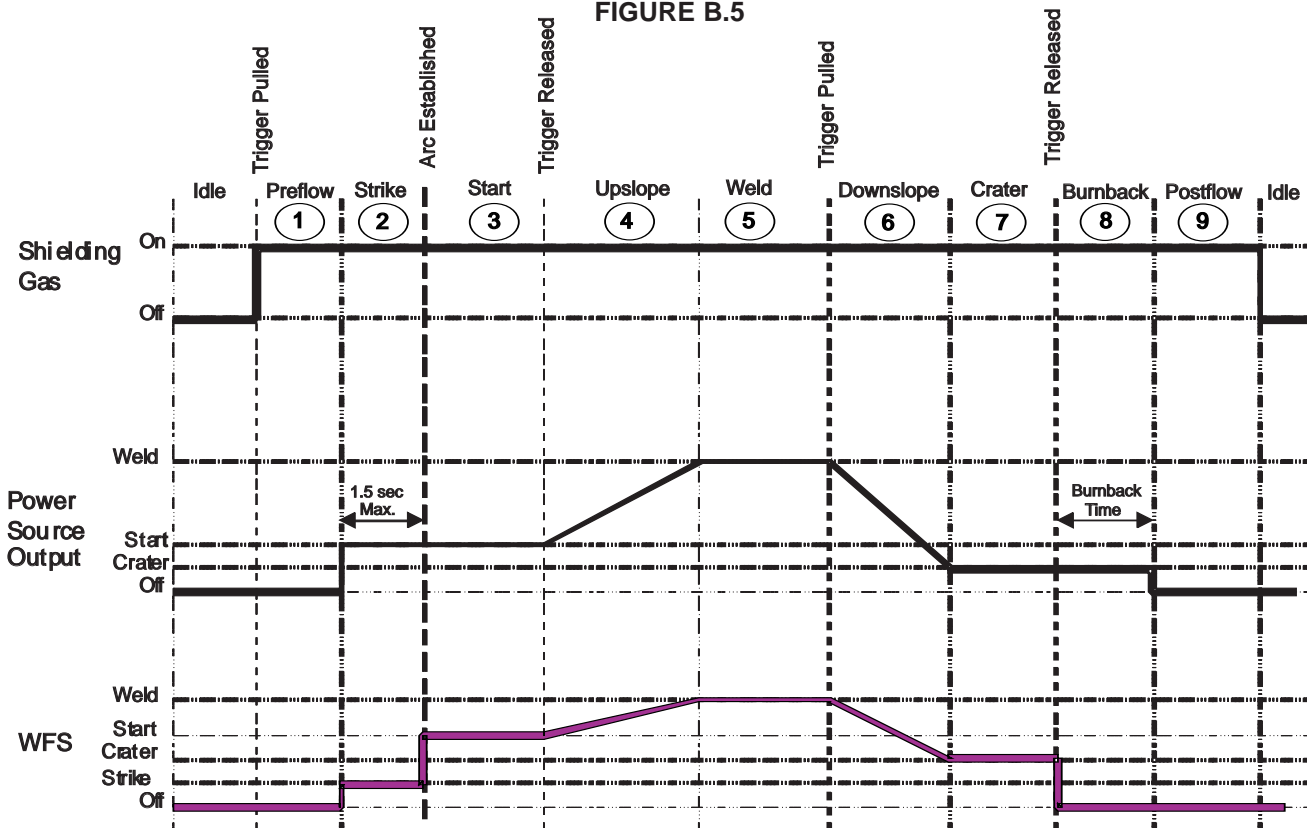 FIGURE B.5
Trigger Pulled
Arc Established
Trigger Released
Trigger Pulled
Trigger Released
Idle Preflow Strike Start Upslope Weld Downslope Crater Burnback Postflow Idle
1 2 3 4 5 6 7 8 9
Shielding
Gas
On
Off
Power
Source
Output
Weld
1.5 sec
Max.
Burnback
Time
Start
Crater
Off
WFS
Weld
Start
Crater
Strike
Off